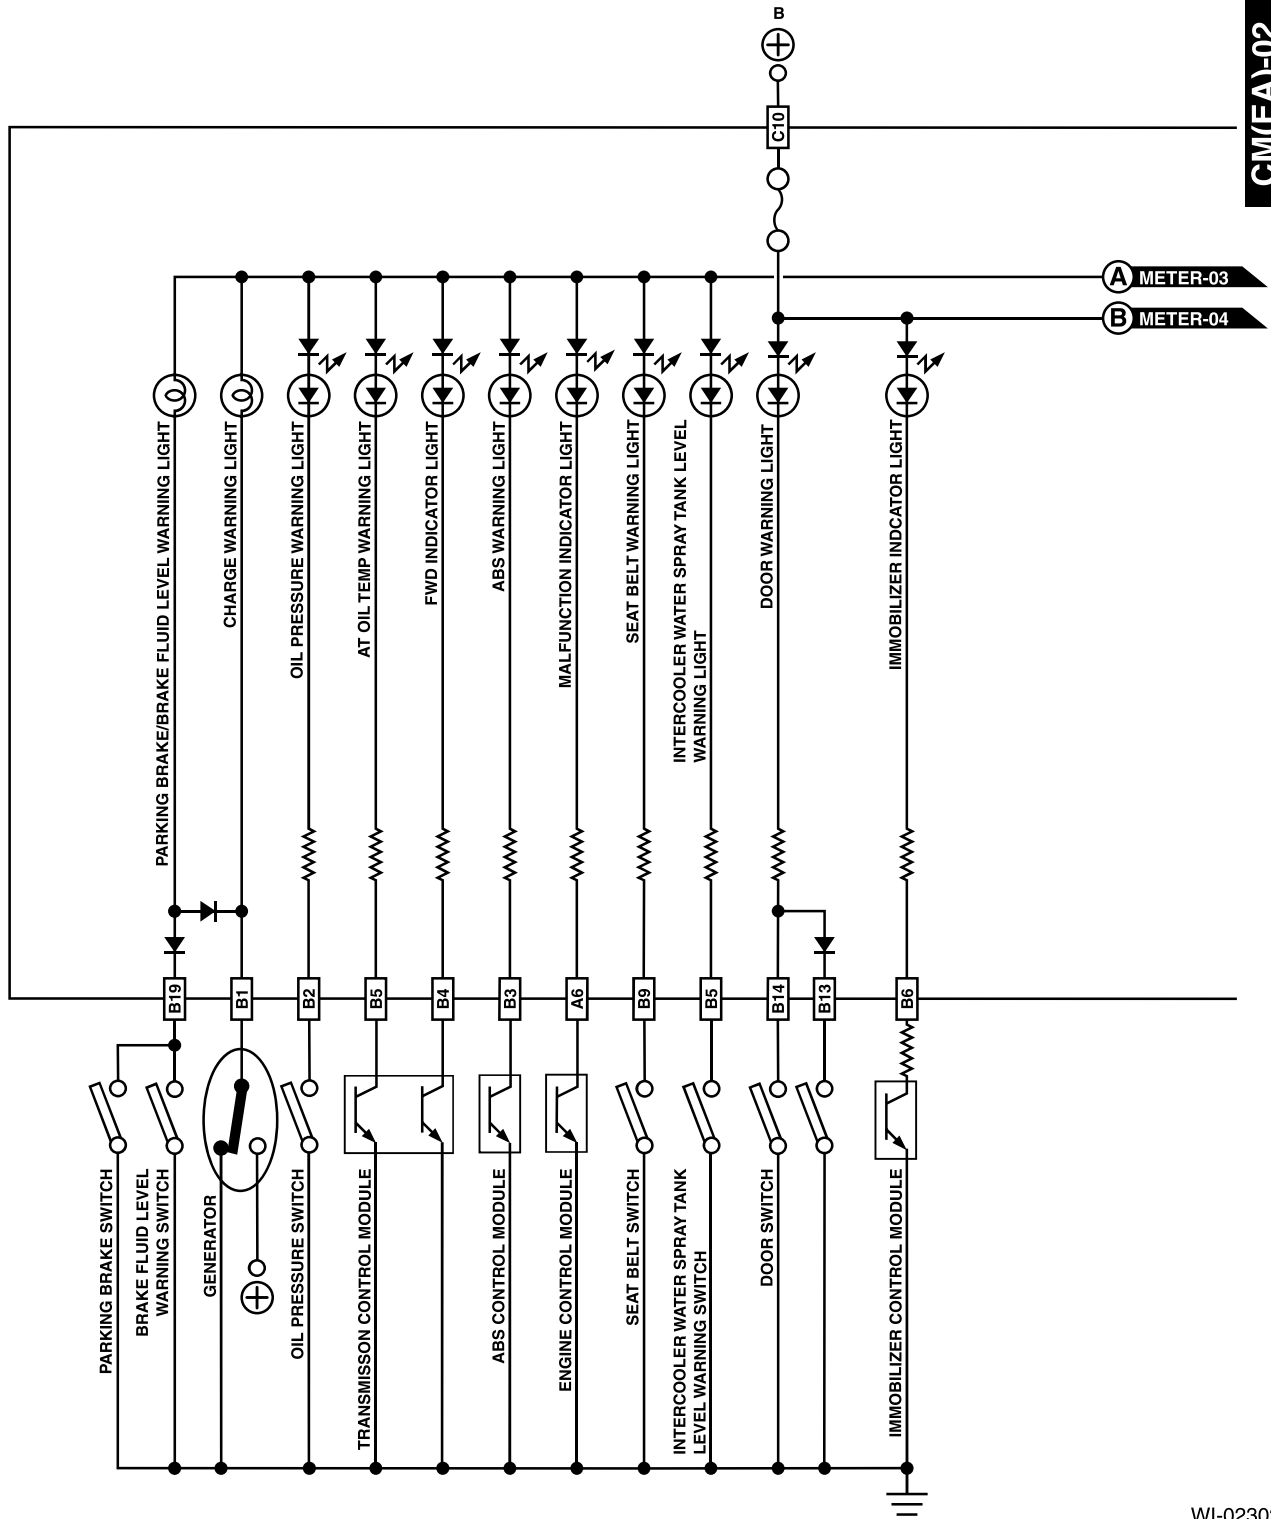 B
CM(EA)-02
C10
A METER-03
B METER-04
PARKING BRAKE/BRAKE FLUID LEVEL WARNING LIGHT
CHARGE WARNING LIGHT
OIL PRESSURE WARNING LIGHT
AT OIL TEMP WARNING LIGHT
FWD INDICATOR LIGHT
ABS WARNING LIGHT
MALFUNCTION INDICATOR LIGHT
SEAT BELT WARNING LIGHT
INTERCOOLER WATER SPRAY TANK LEVEL
WARNING LIGHT
DOOR WARNING LIGHT
IMMOBILIZER INDCATOR LIGHT
B19
B1
B2
B5
B4
B3
A6
B9
B5
B14
B13
B6
PARKING BRAKE SWITCH
BRAKE FLUID LEVEL
WARNING SWITCH
GENERATOR
OIL PRESSURE SWITCH
TRANSMISSON CONTROL MODULE
ABS CONTROL MODULE
ENGINE CONTROL MODULE
SEAT BELT SWITCH
INTERCOOLER WATER SPRAY TANK
LEVEL WARNING SWITCH
DOOR SWITCH
IMMOBILIZER CONTROL MODULE